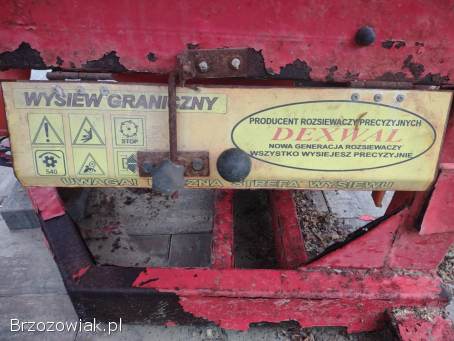 WYSIEW GRANICZNY
STOP
540
PRODUCENT ROZSIEWACZY PRECYZYJNYCH
DEXWAL
NOWA GENERACJA ROZSIEWACZY
WSZYSTKO WYSIEJESZ PRECYZYJNIE
UWAGA! STREFA WYSIEWU
Brzozowiak.pl